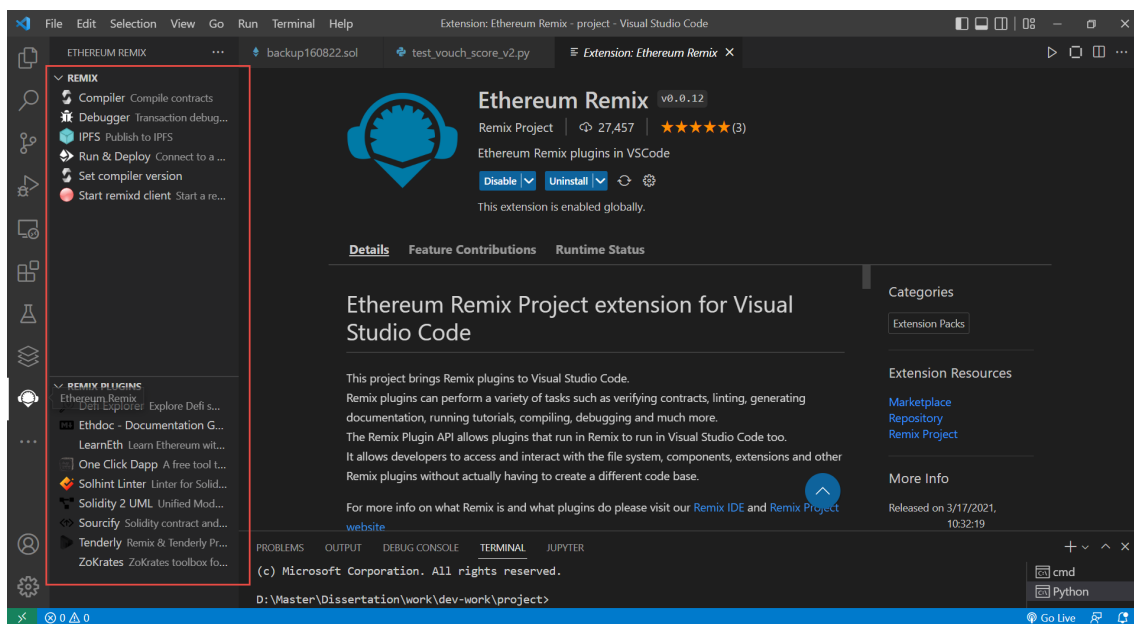 File Edit Selection View Go Run Terminal Help Extension: Ethereum Remix - project - Visual Studio Code
ETHEREUM REMIX
backup160822.sol test_vouch_score_v2.py Extension: Ethereum Remix
REMIX
Compiler Compile contracts
Debugger Transaction debug...
IPFS Publish to IPFS
Run & Deploy Connect to a ...
Set compiler version
Start remixd client Start a re...
REMIX PLUGINS
Ethereum Remix
Defi Explorer Explore Defi s...
Ethdoc - Documentation G...
LearnEth Learn Ethereum wit...
One Click Dapp A free tool t...
Solhint Linter Linter for Solid...
Solidity 2 UML Unified Mod...
Sourcify Solidity contract and...
Tenderly Remix & Tenderly Pr...
ZoKrates ZoKrates toolbox fo...
Ethereum Remix v0.0.12
Remix Project 27,457 (3)
Ethereum Remix plugins in VSCode
Disable Uninstall
This extension is enabled globally.
Details Feature Contributions Runtime Status
Ethereum Remix Project extension for Visual
Studio Code
This project brings Remix plugins to Visual Studio Code.
Remix plugins can perform a variety of tasks such as verifying contracts, linting, generating
documentation, running tutorials, compiling, debugging and much more.
The Remix Plugin API allows plugins that run in Remix to run in Visual Studio Code too.
It allows developers to access and interact with the file system, components, extensions and other
Remix plugins without actually having to create a different code base.
For more info on what Remix is and what plugins do please visit our Remix IDE and Remix Project
website
Categories
Extension Packs
Extension Resources
Marketplace
Repository
Remix Project
More Info
Released on 3/17/2021,
10:32:19
PROBLEMS OUTPUT DEBUG CONSOLE TERMINAL JUPYTER
(c) Microsoft Corporation. All rights reserved.
D:\Master\Dissertation\work\dev-work\project>
cmd
Python
0 0 Go Live